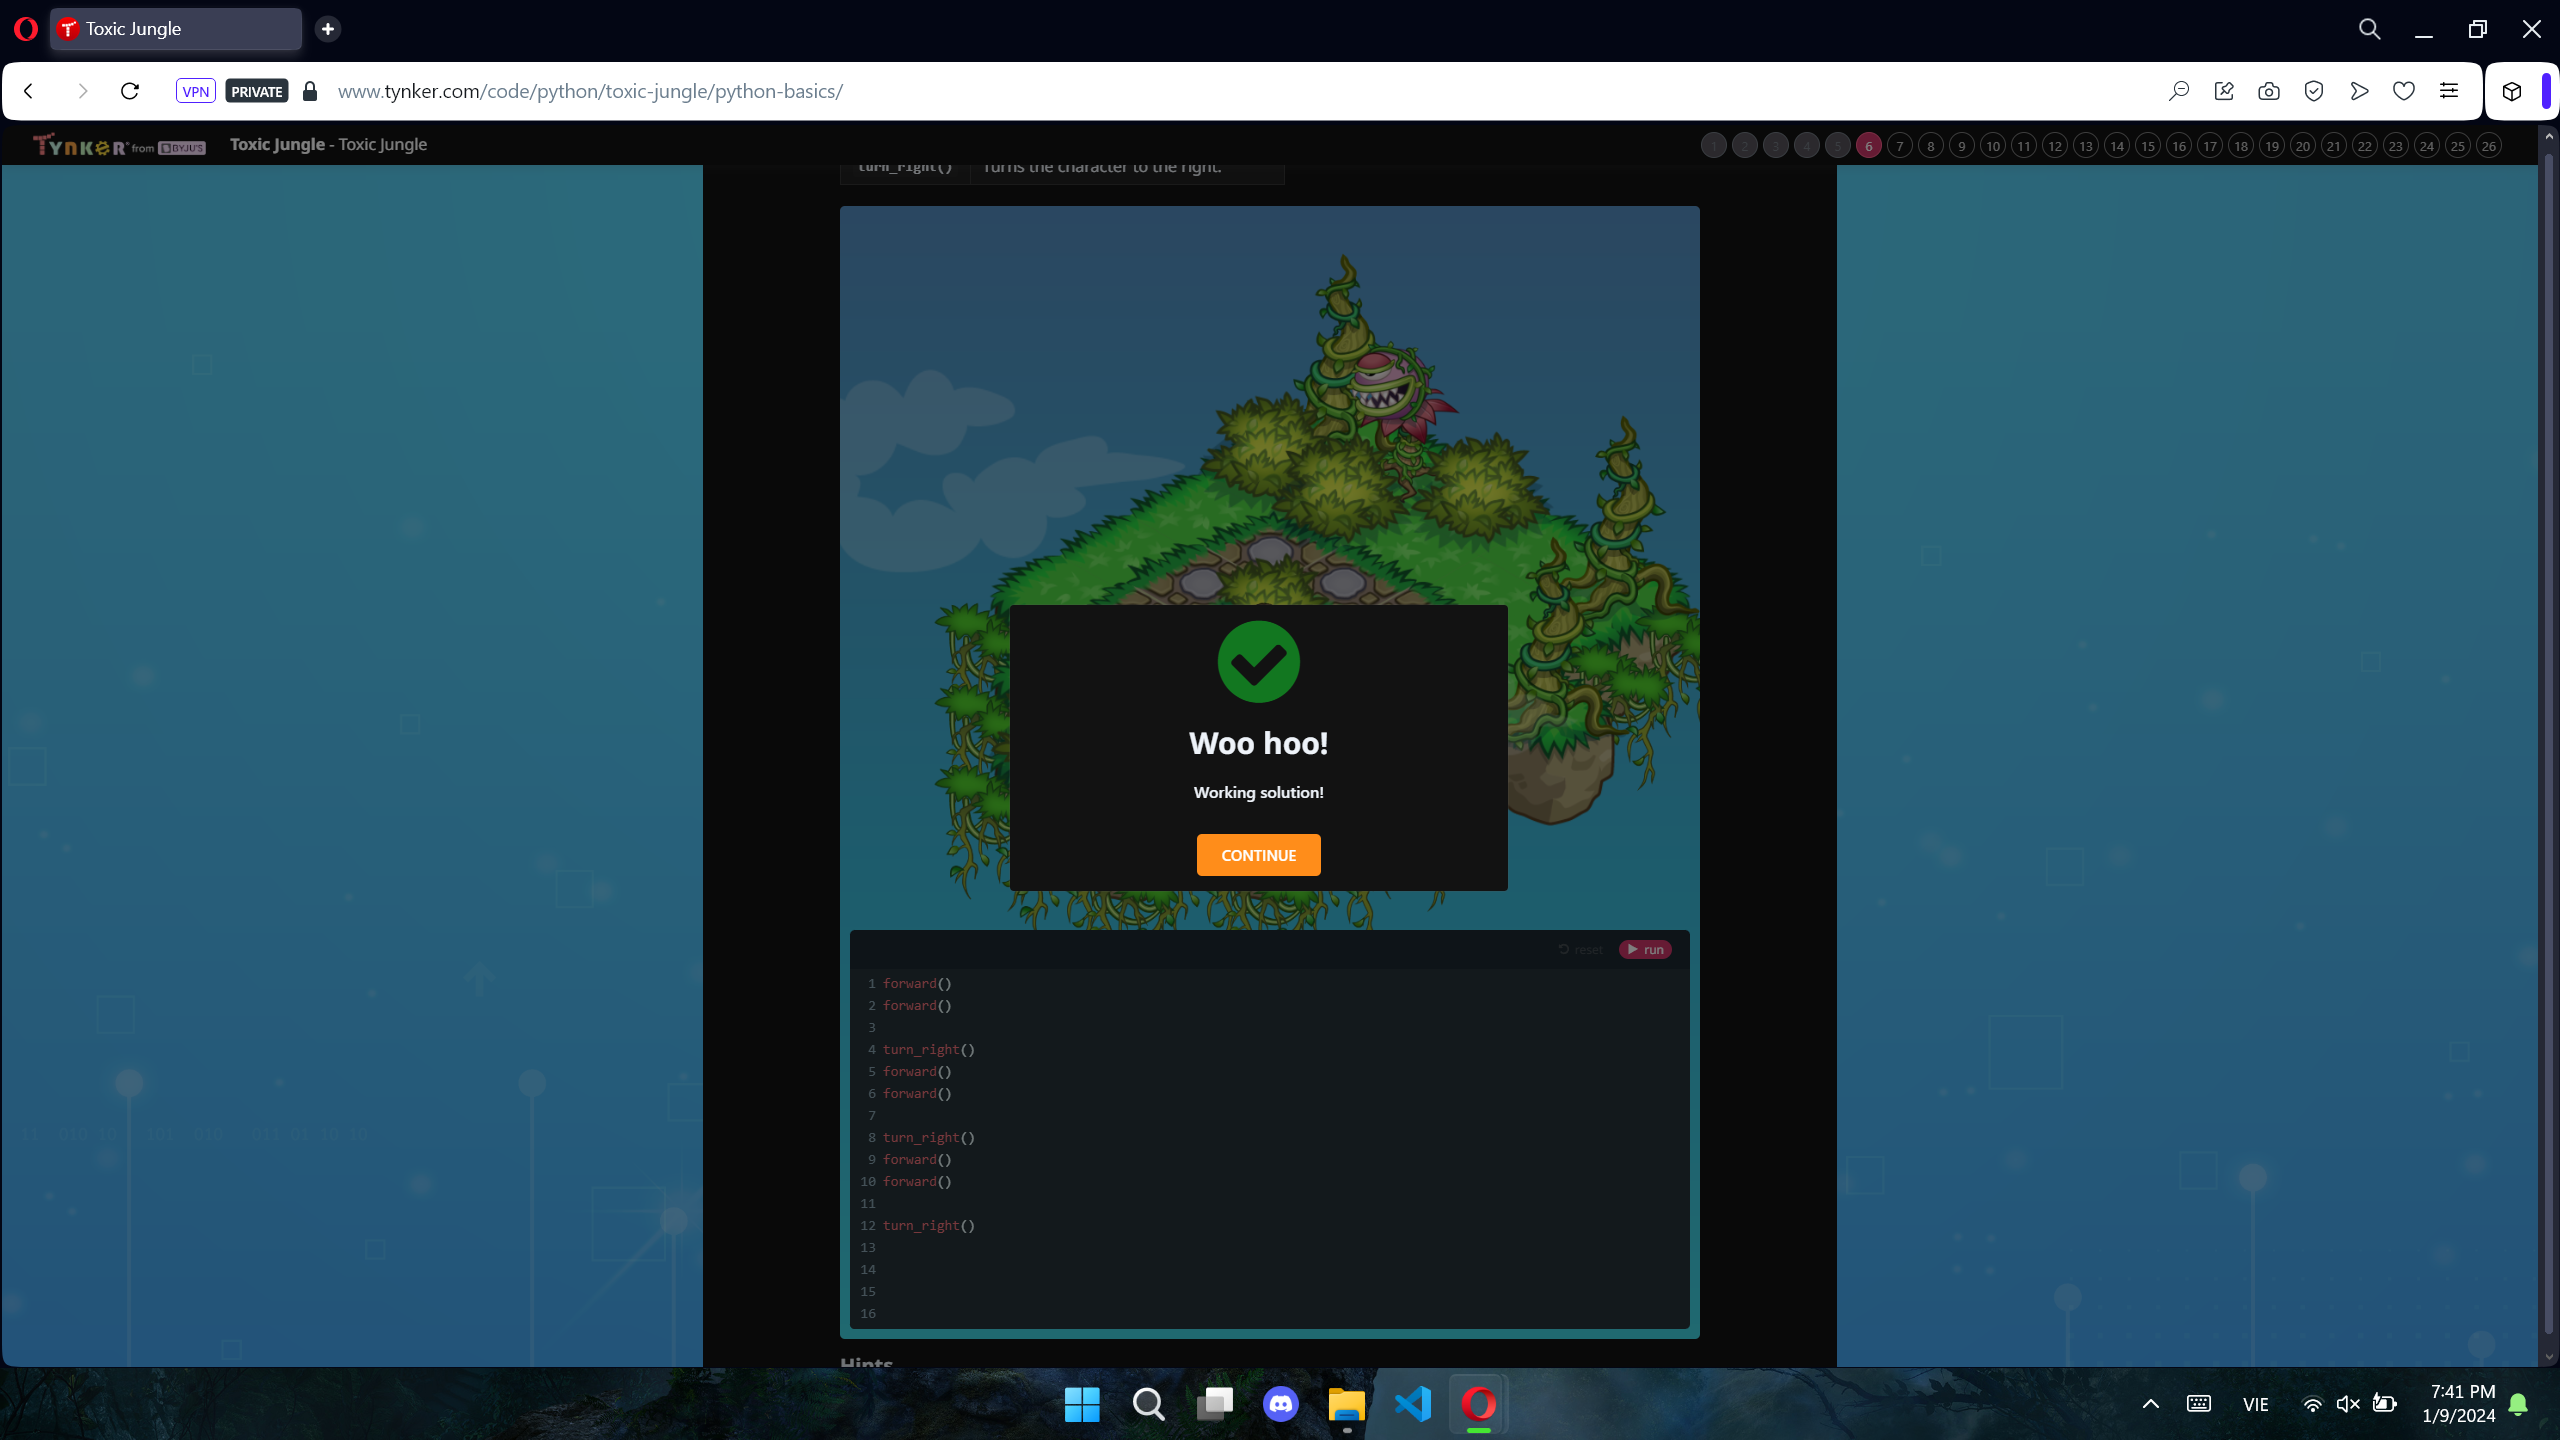 Toxic Jungle
VPN PRIVATE www.tynker.com/code/python/toxic-jungle/python-basics/
TYNKER from BYJU'S Toxic Jungle - Toxic Jungle 1 2 3 4 5 6 7 8 9 10 11 12 13 14 15 16 17 18 19 20 21 22 23 24 25 26
turn_right() Turns the character to the right.
Woo hoo!
Working solution!
CONTINUE
reset run
1 forward()
2 forward()
3
4 turn_right()
5 forward()
6 forward()
7
8 turn_right()
9 forward()
10 forward()
11
12 turn_right()
13
14
15
16
Hints
VIE
7:41 PM
1/9/2024